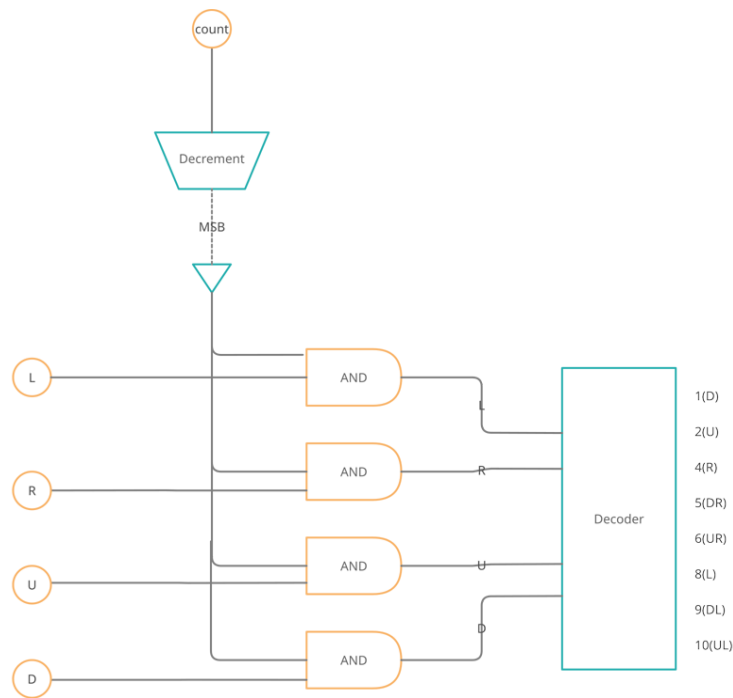 count
Decrement
MSB
L
AND
L
R
AND
R
U
AND
U
D
AND
D
Decoder
1(D)
2(U)
4(R)
5(DR)
6(UR)
8(L)
9(DL)
10(UL)